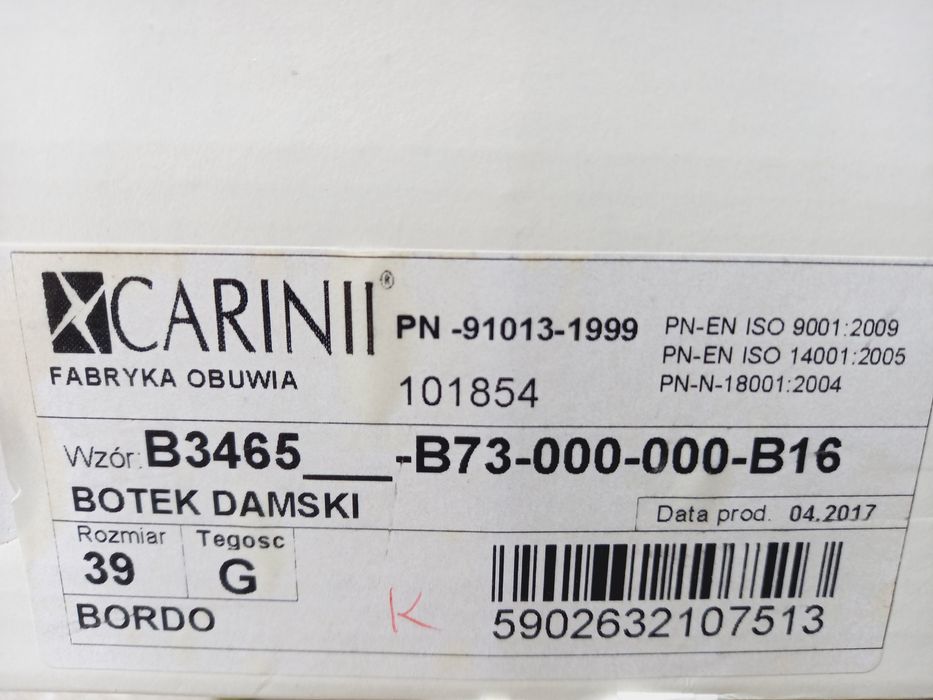 CARINII®
FABRYKA OBUWIA
PN -91013-1999
101854
PN-EN ISO 9001:2009
PN-EN ISO 14001:2005
PN-N-18001:2004
Wzór: B3465____-B73-000-000-B16
BOTEK DAMSKI
Data prod. 04.2017
Rozmiar Tegosc
39 G
BORDO
K
5902632107513